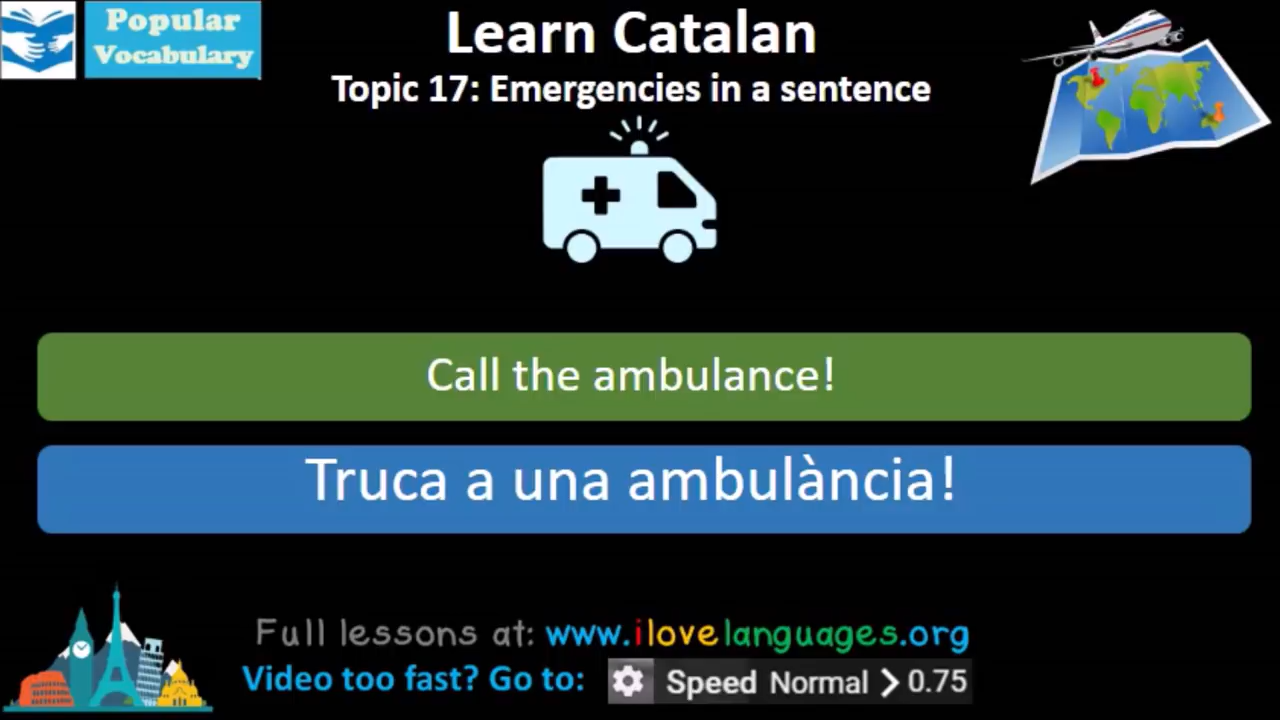 Popular
Vocabulary
Learn Catalan
Topic 17: Emergencies in a sentence
Call the ambulance!
Truca a una ambulància!
Full lessons at: www.ilovelanguages.org
Video too fast? Go to: Speed Normal > 0.75